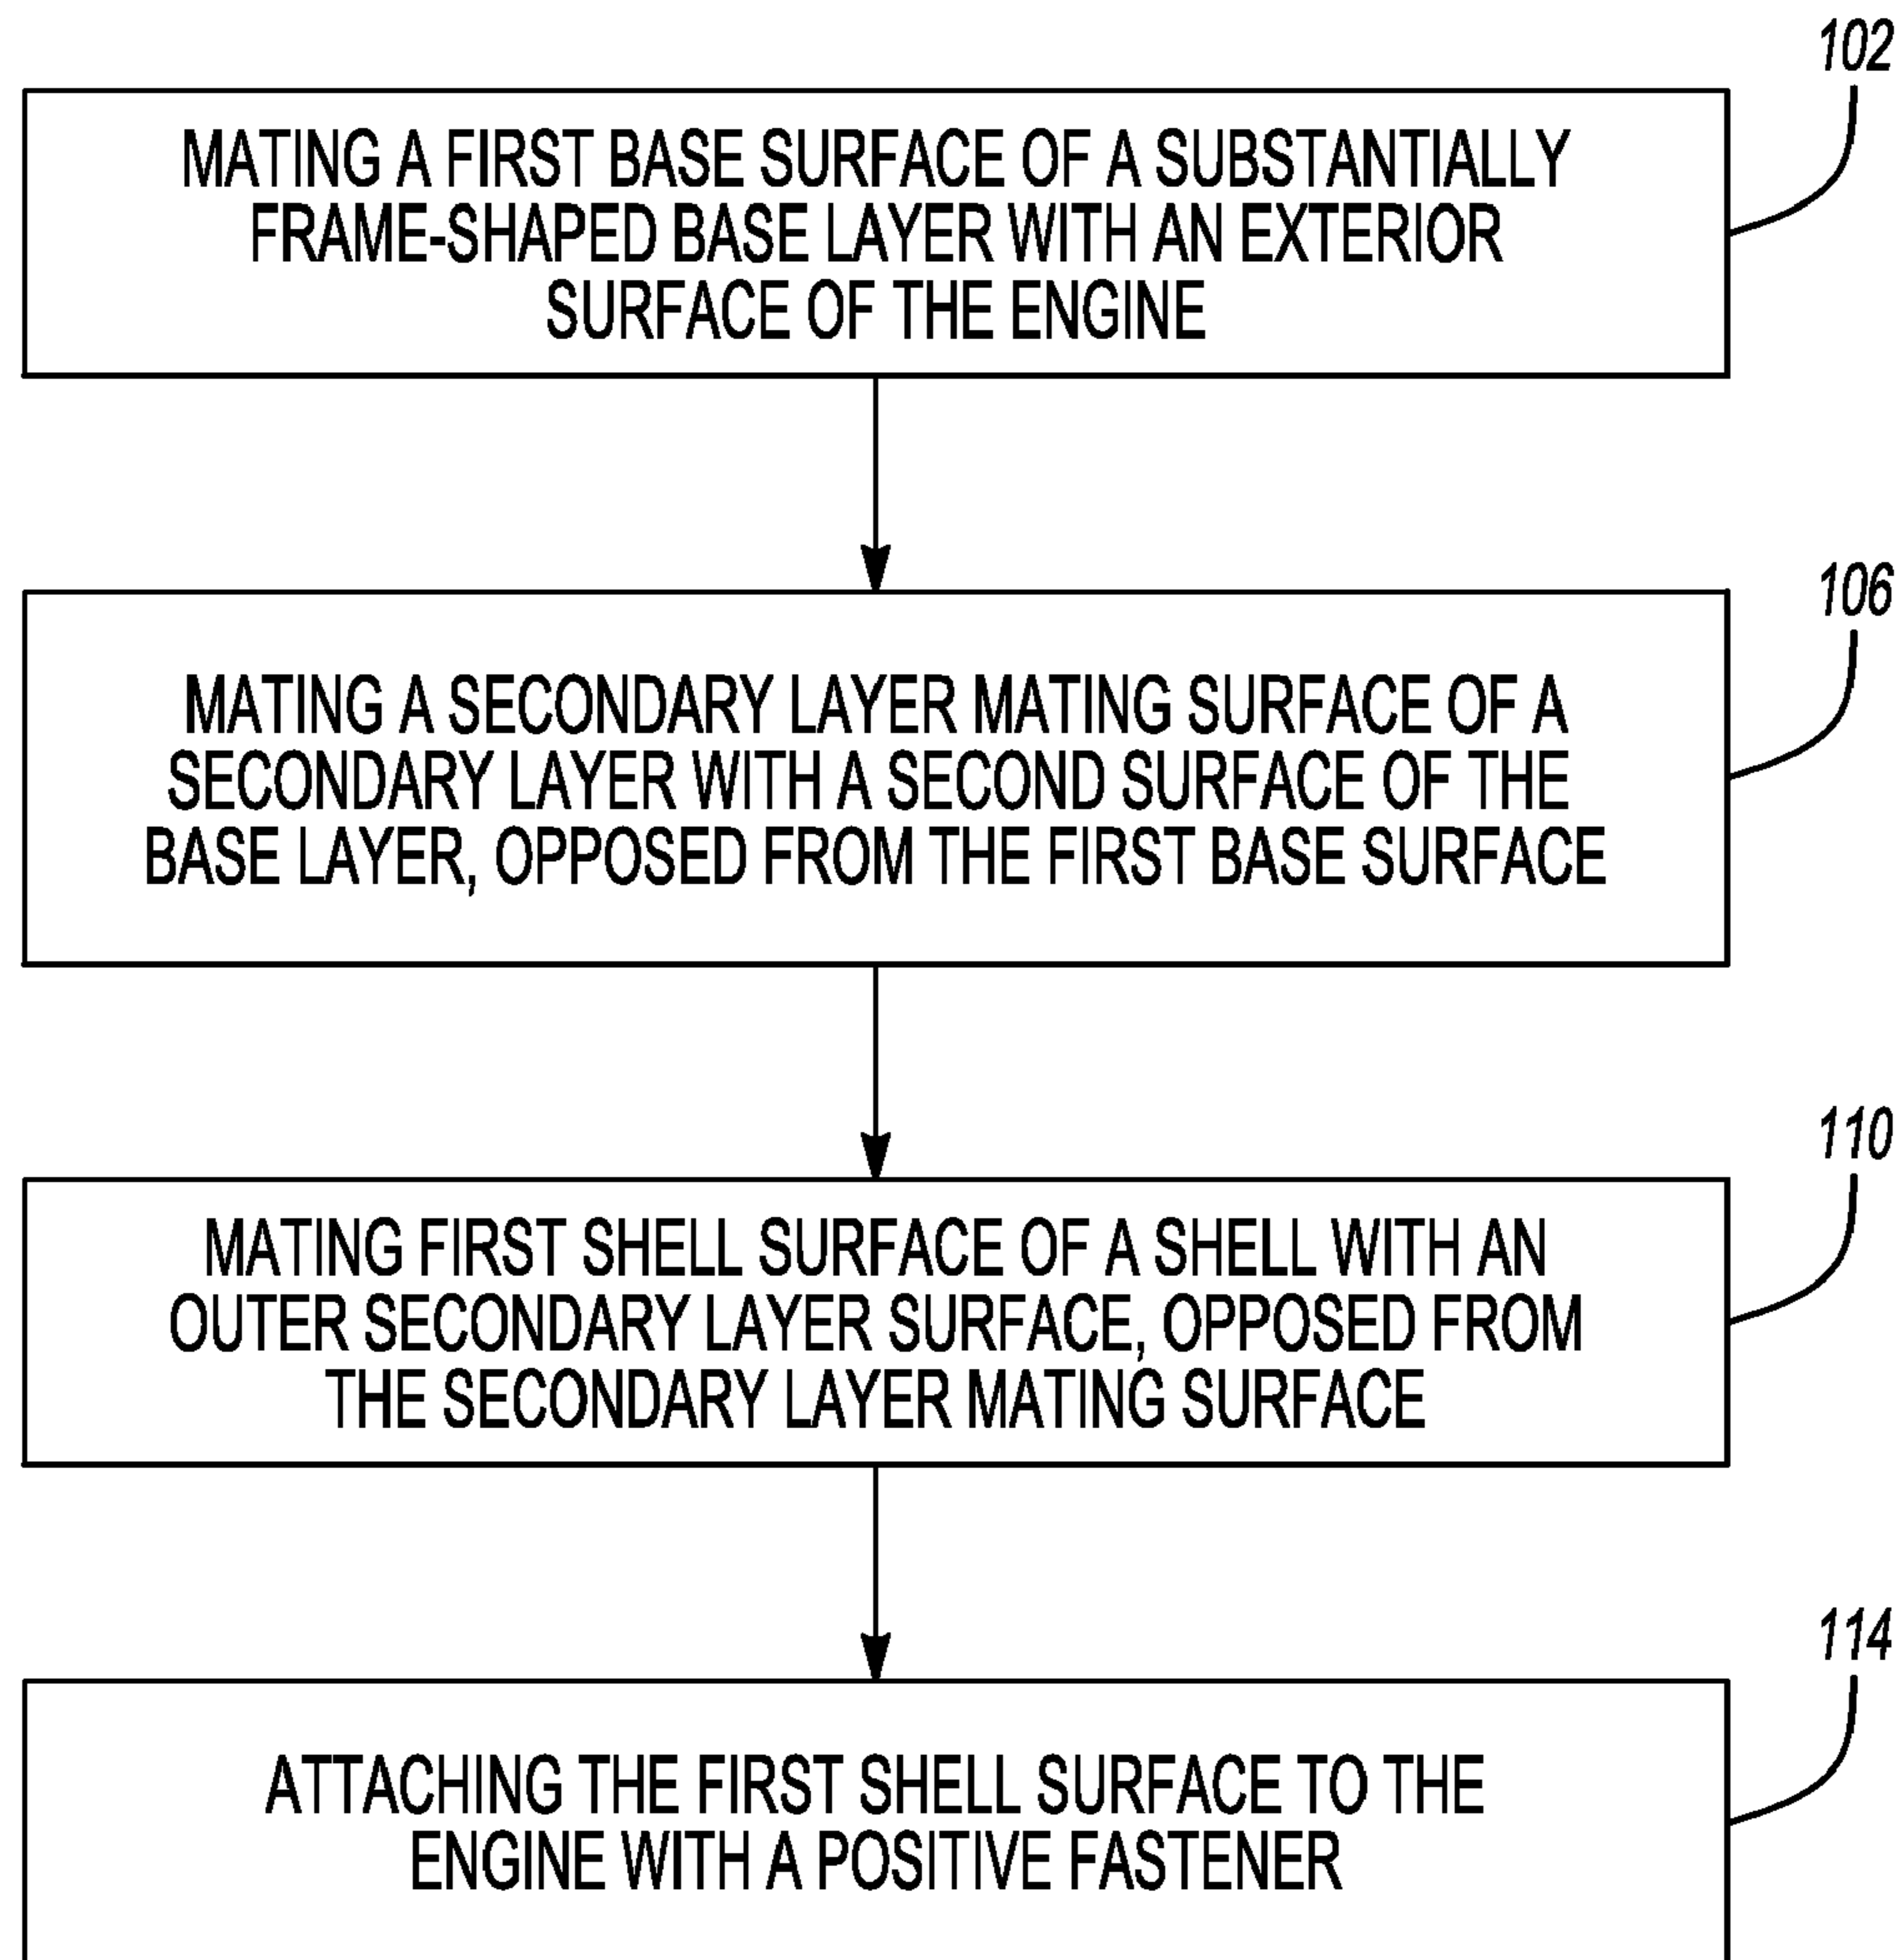 102
MATING A FIRST BASE SURFACE OF A SUBSTANTIALLY
FRAME-SHAPED BASE LAYER WITH AN EXTERIOR
SURFACE OF THE ENGINE
106
MATING A SECONDARY LAYER MATING SURFACE OF A
SECONDARY LAYER WITH A SECOND SURFACE OF THE
BASE LAYER, OPPOSED FROM THE FIRST BASE SURFACE
110
MATING FIRST SHELL SURFACE OF A SHELL WITH AN
OUTER SECONDARY LAYER SURFACE, OPPOSED FROM
THE SECONDARY LAYER MATING SURFACE
114
ATTACHING THE FIRST SHELL SURFACE TO THE
ENGINE WITH A POSITIVE FASTENER